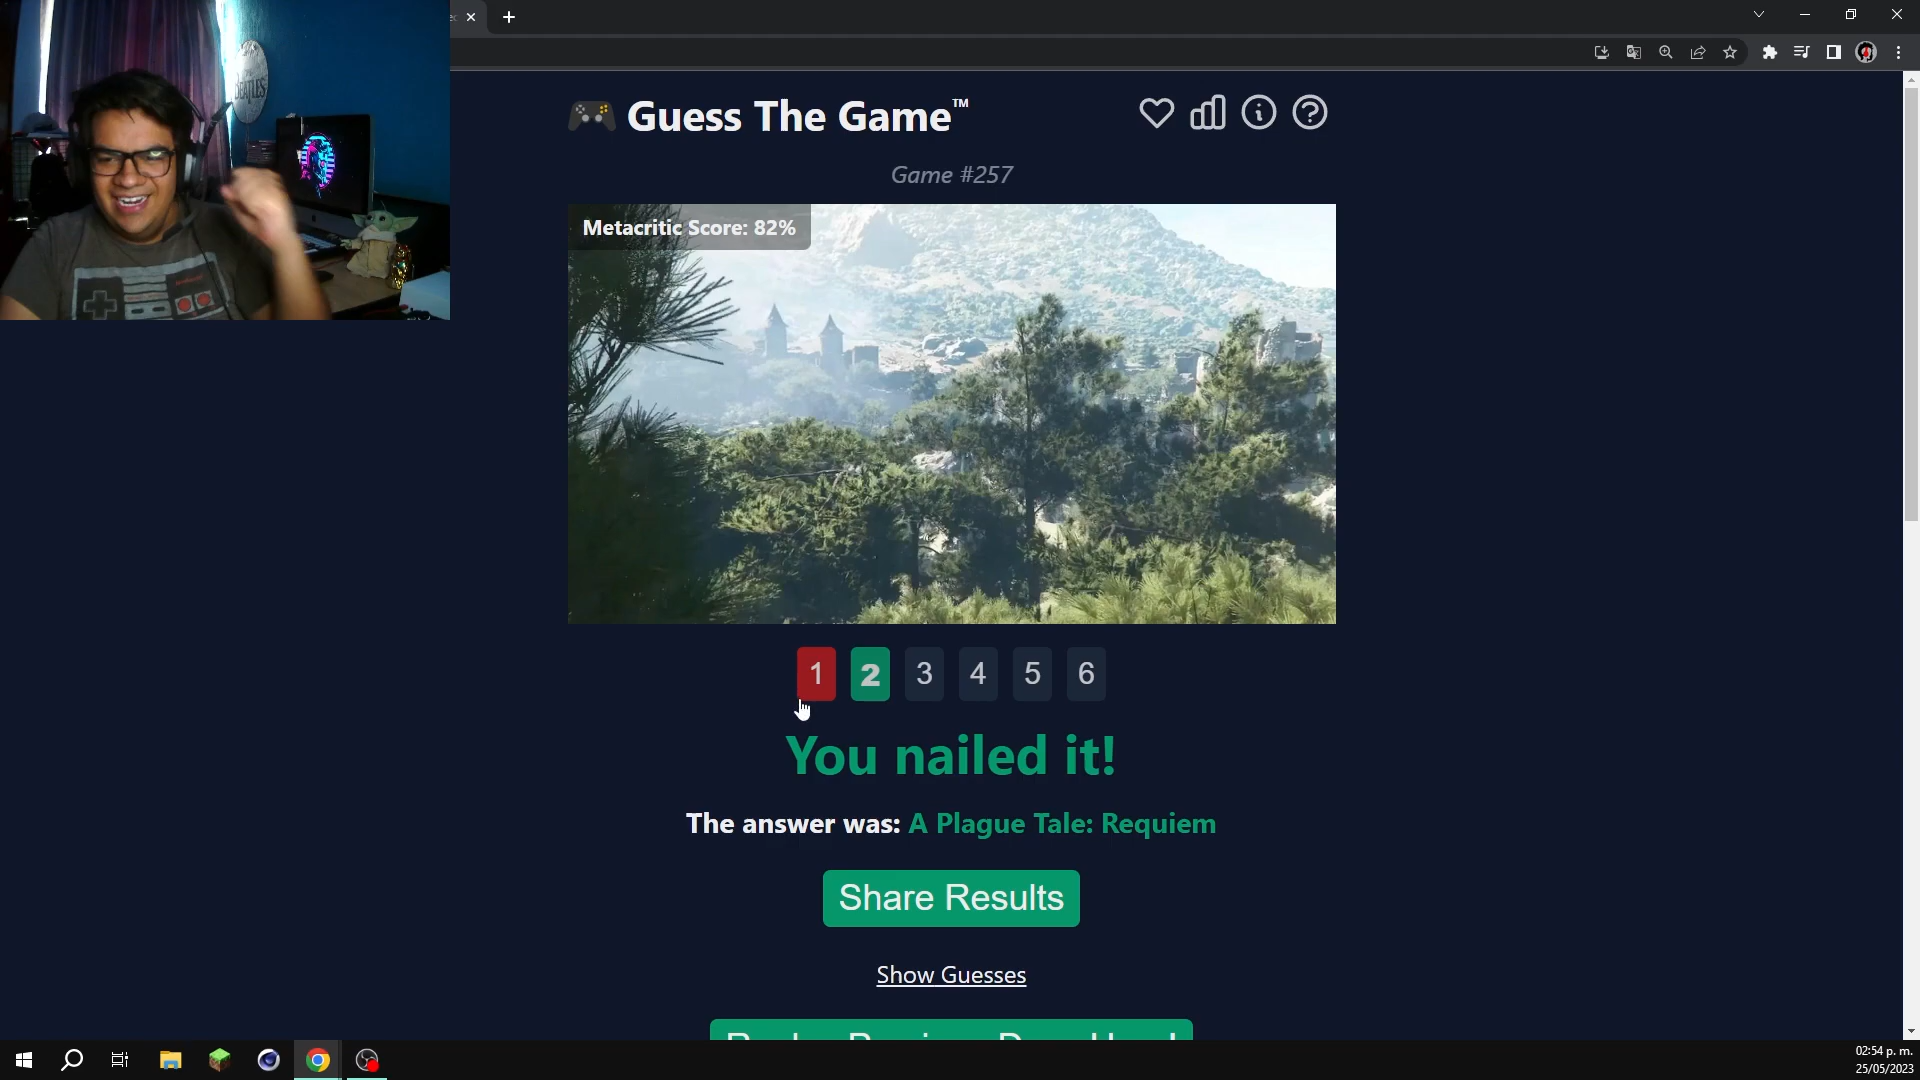 Guess The Game™
Game #257
Metacritic Score: 82%
1 2 3 4 5 6
You nailed it!
The answer was: A Plague Tale: Requiem
Share Results
Show Guesses
BEATLES
02:54 p. m.
25/05/2023